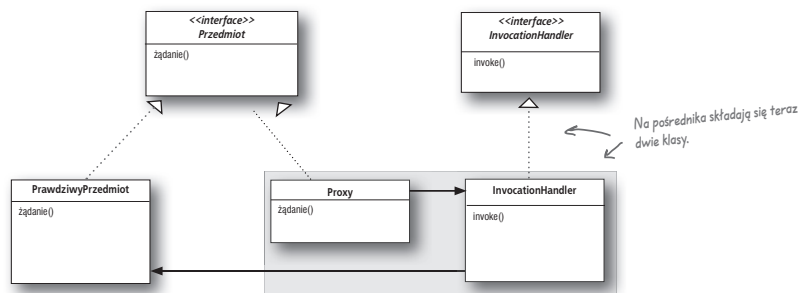 <<interface>>
Przedmiot
żądanie()
<<interface>>
InvocationHandler
invoke()
Na pośrednika składają się teraz
dwie klasy.
PrawdziwyPrzedmiot
żądanie()
Proxy
żądanie()
InvocationHandler
invoke()